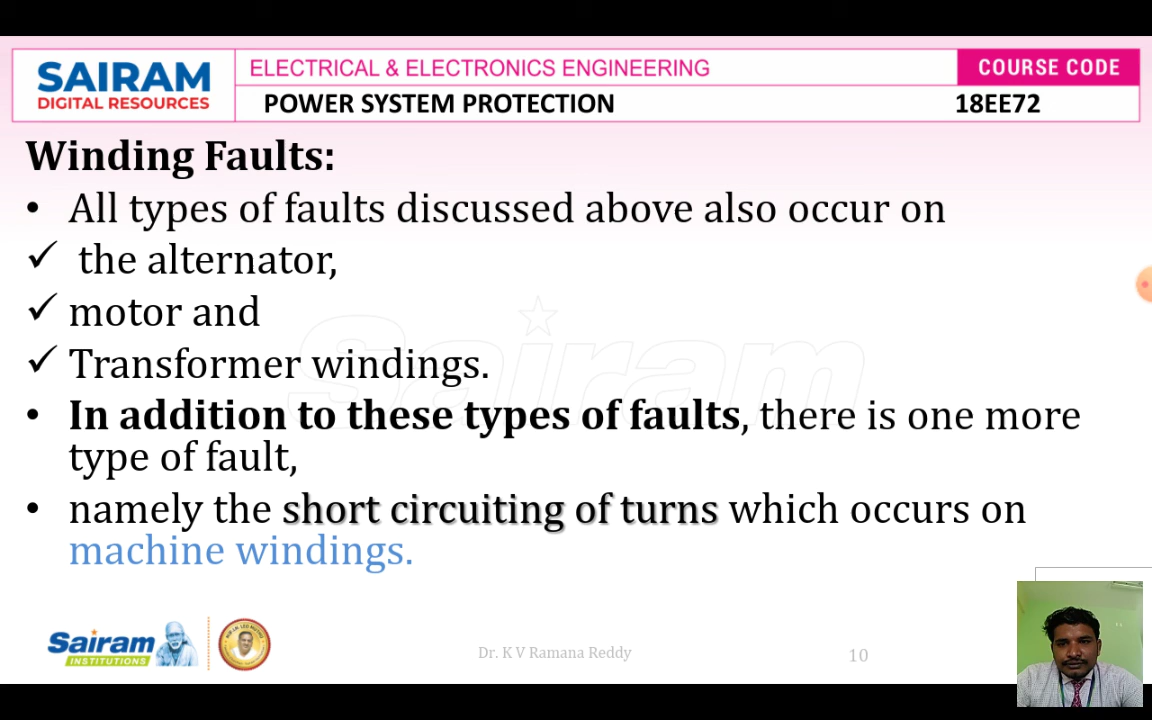 SAIRAM
DIGITAL RESOURCES
ELECTRICAL & ELECTRONICS ENGINEERING
COURSE CODE
POWER SYSTEM PROTECTION
18EE72
Winding Faults:
• All types of faults discussed above also occur on
✓ the alternator,
✓ motor and
✓ Transformer windings.
• In addition to these types of faults, there is one more
type of fault,
• namely the short circuiting of turns which occurs on
machine windings.
Sairam
Sairam
INSTITUTIONS
Dr. K V Ramana Reddy
10